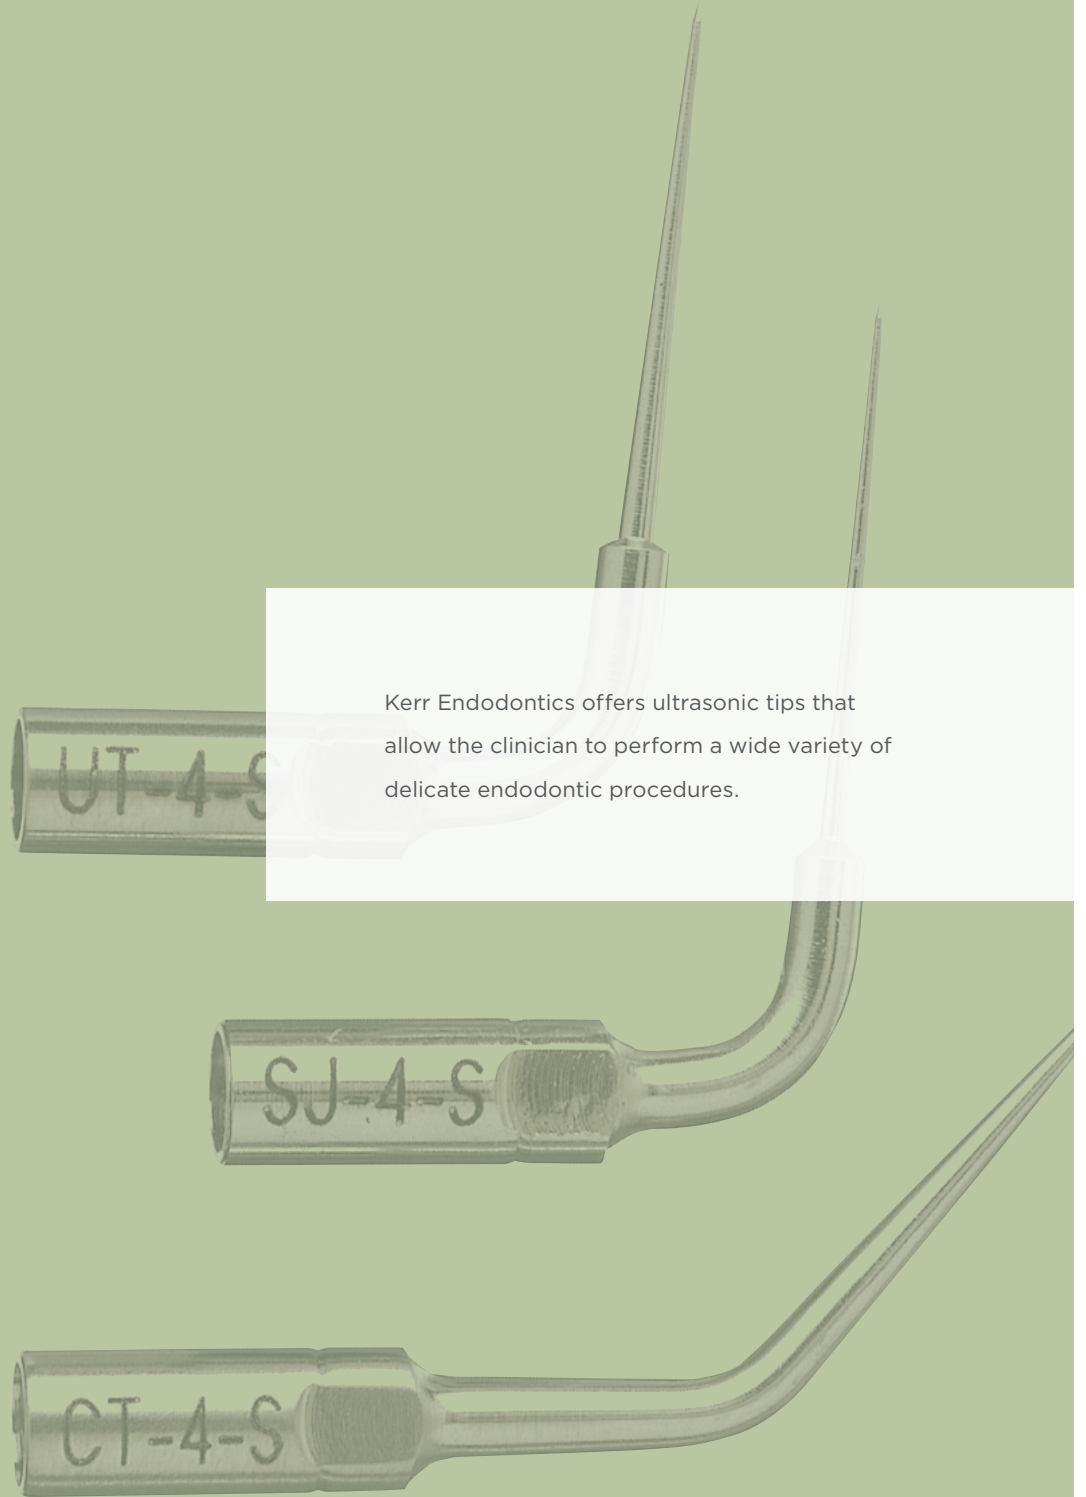 Kerr Endodontics offers ultrasonic tips that
allow the clinician to perform a wide variety of
delicate endodontic procedures.
UT-4-S
SJ-4-S
CT-4-S